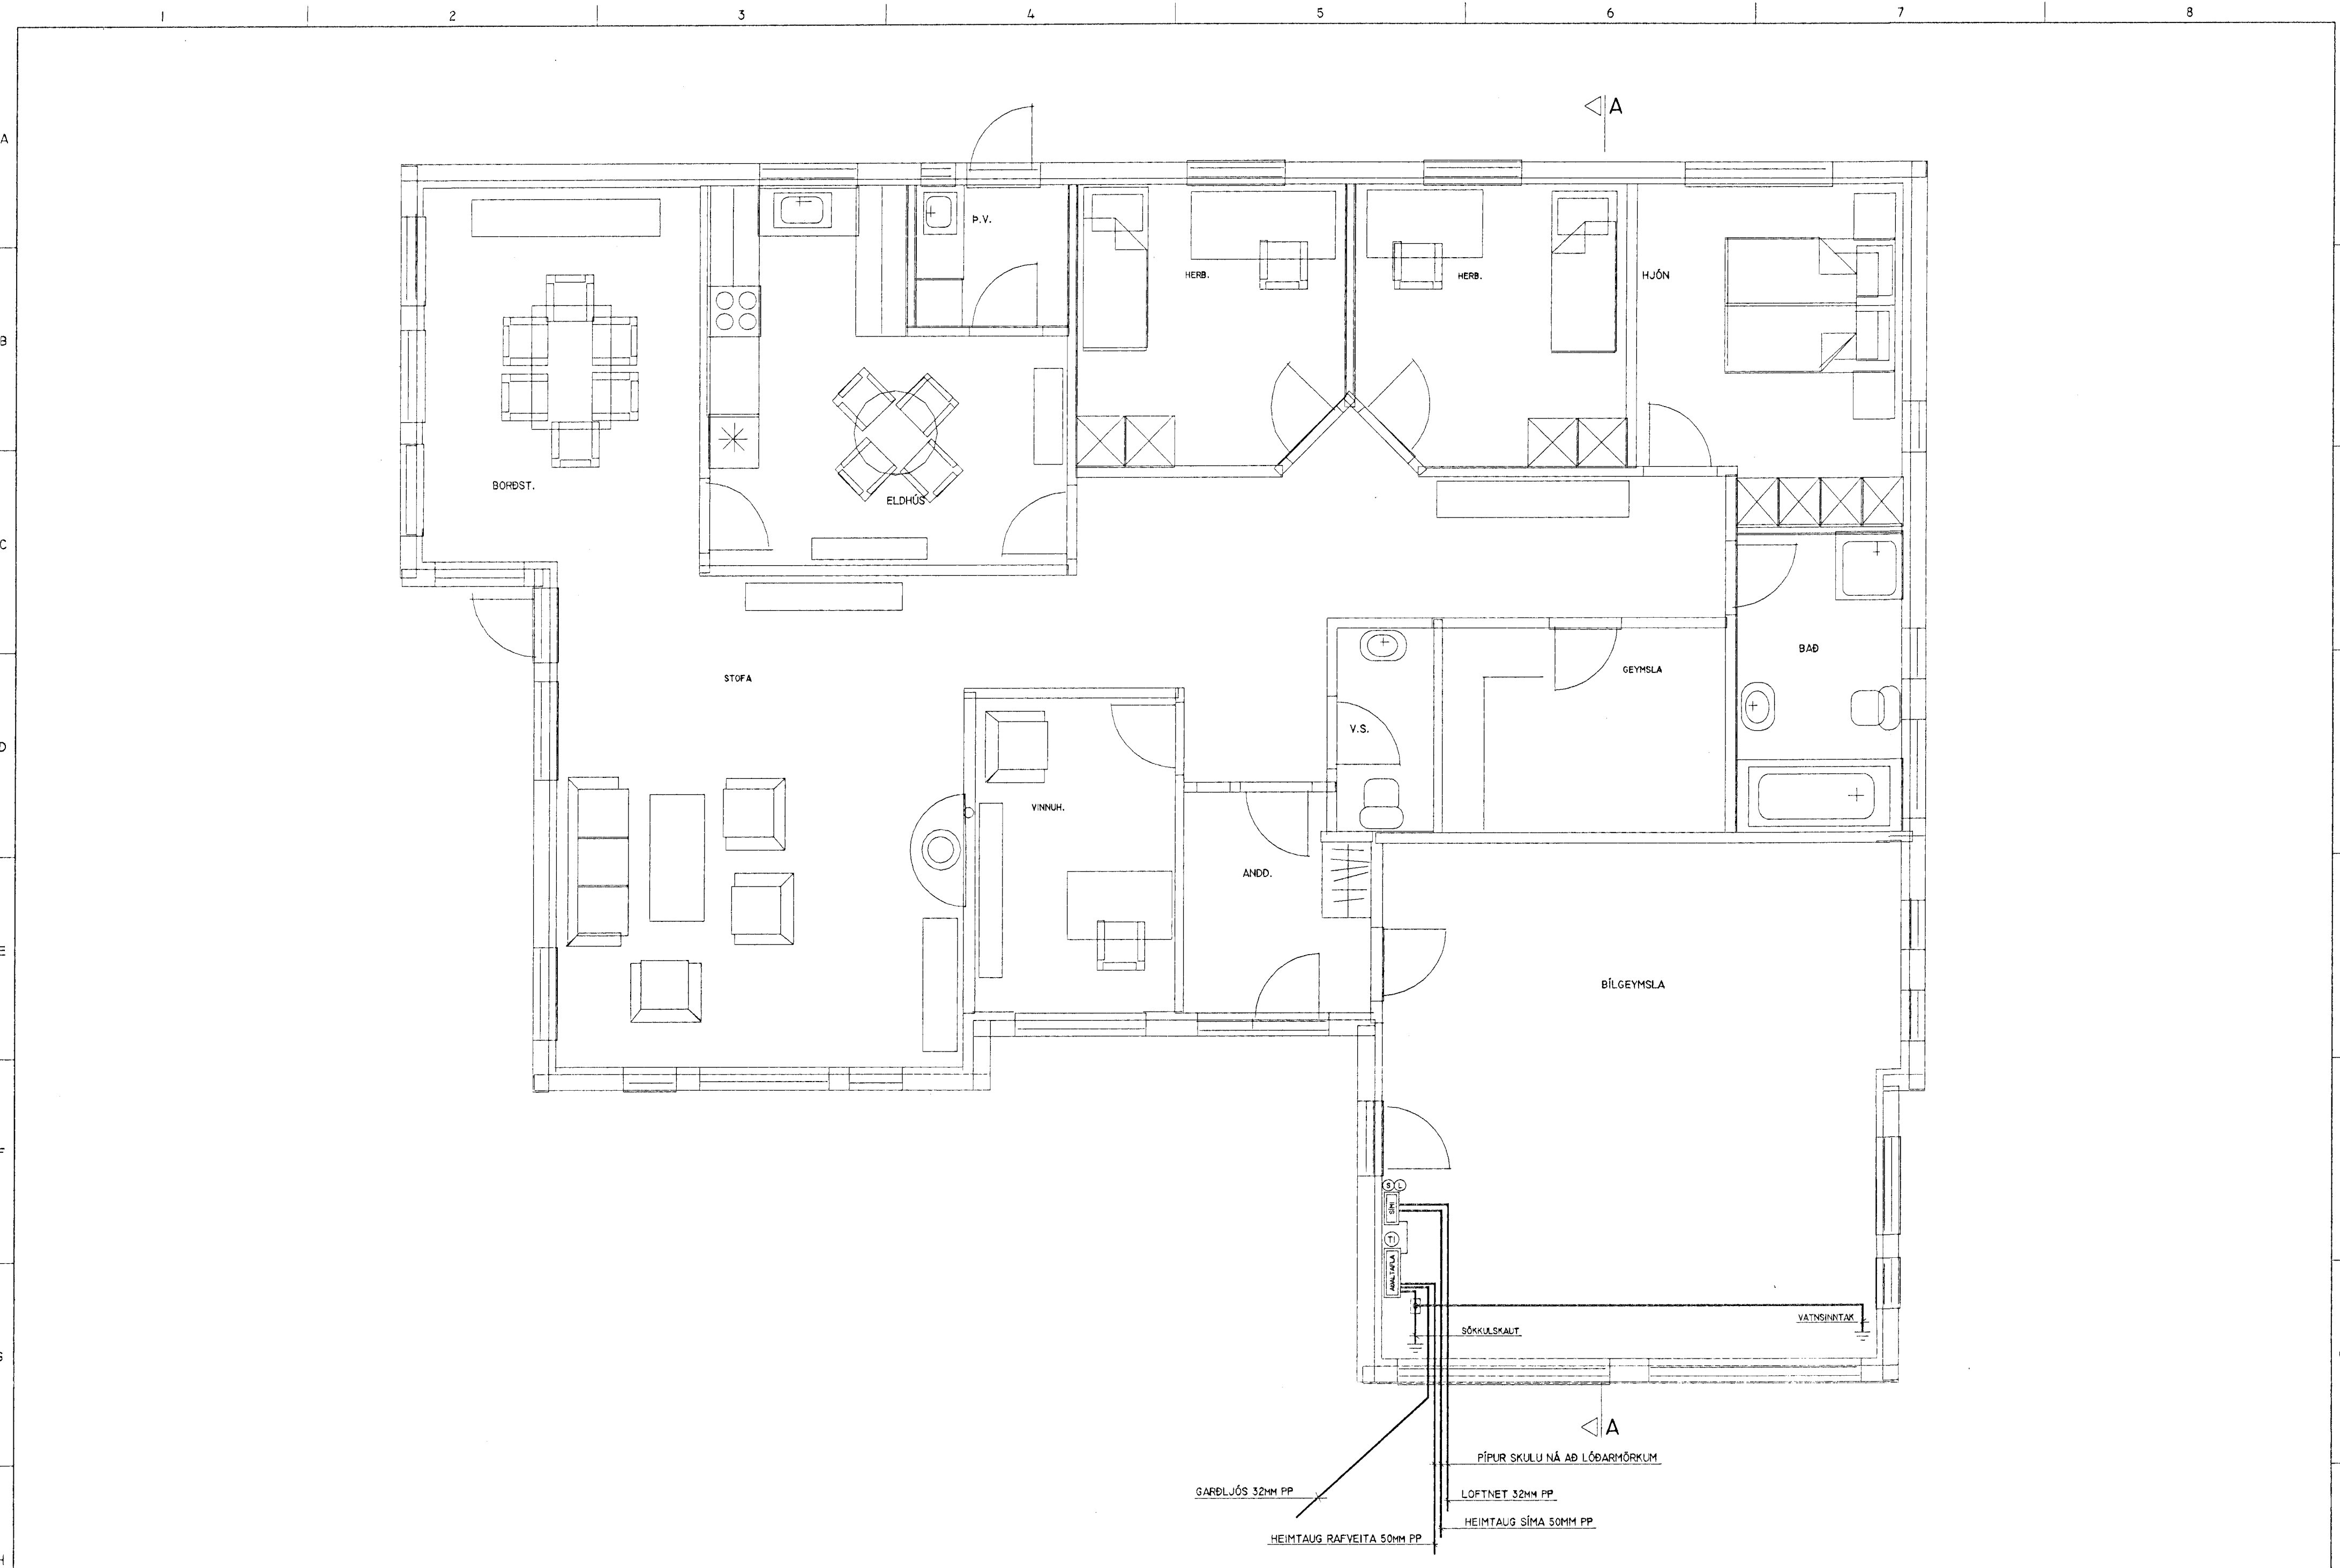 1 2 3 4 5 6 7 8
A
B
C
D
E
F
G
H
A
Þ.V.
HERB.
HERB.
HJÓN
BORÐST.
ELDHÚS
STOFA
GEYMSLA
BAÐ
V.S.
VINNUH.
ANDD.
BÍLGEYMSLA
S L
SÍMI
T1
AÐALTAFLA
VATNSINNTAK
SÖKKULSKAUT
A
PÍPUR SKULU NÁ AÐ LÓÐARMÖRKUM
GARÐLJÓS 32MM PP
LOFTNET 32MM PP
HEIMTAUG SÍMA 50MM PP
HEIMTAUG RAFVEITA 50MM PP